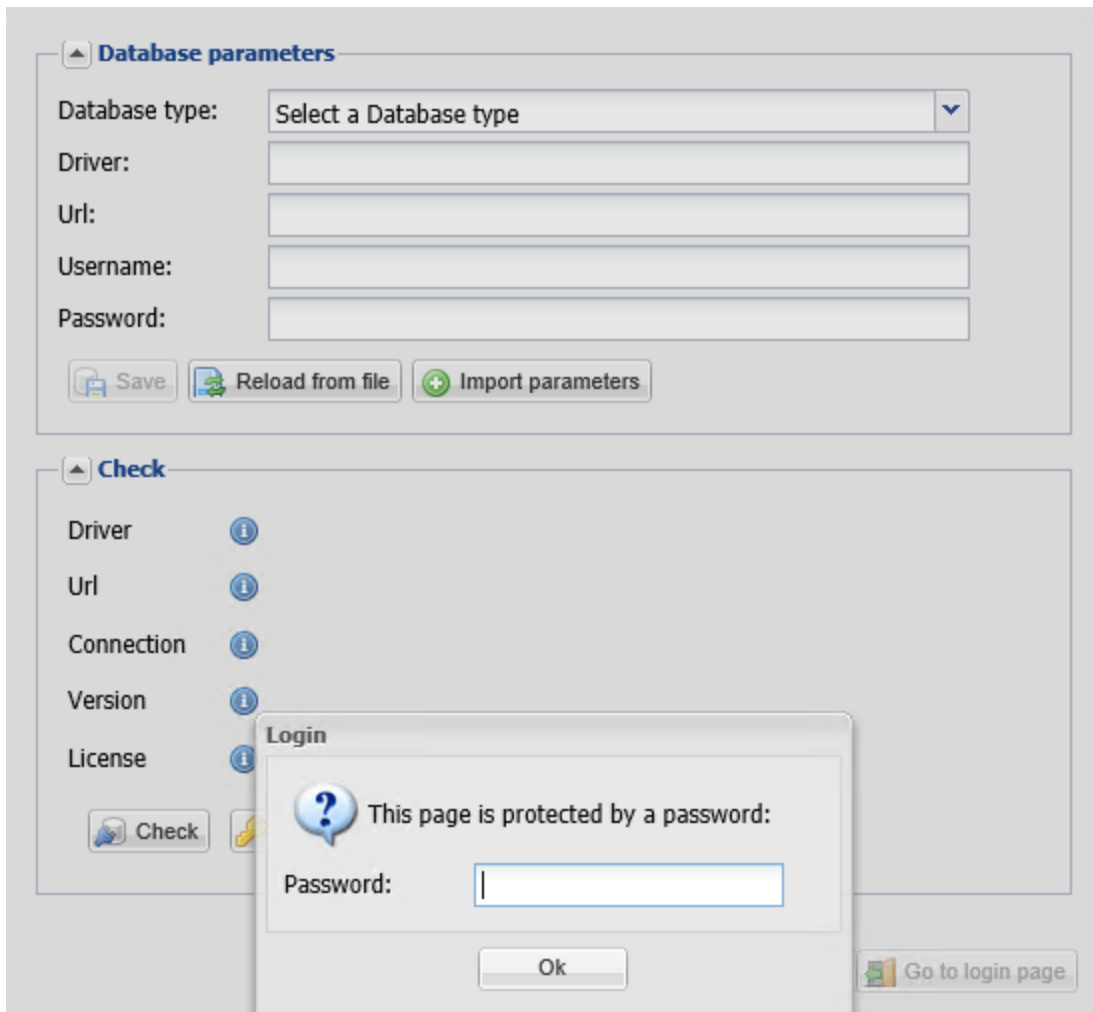 Database parameters
Database type: Select a Database type
Driver:
Url:
Username:
Password:
Save Reload from file Import parameters
Check
Driver
Url
Connection
Version
License
Check
Login
This page is protected by a password:
Password:
Ok
Go to login page